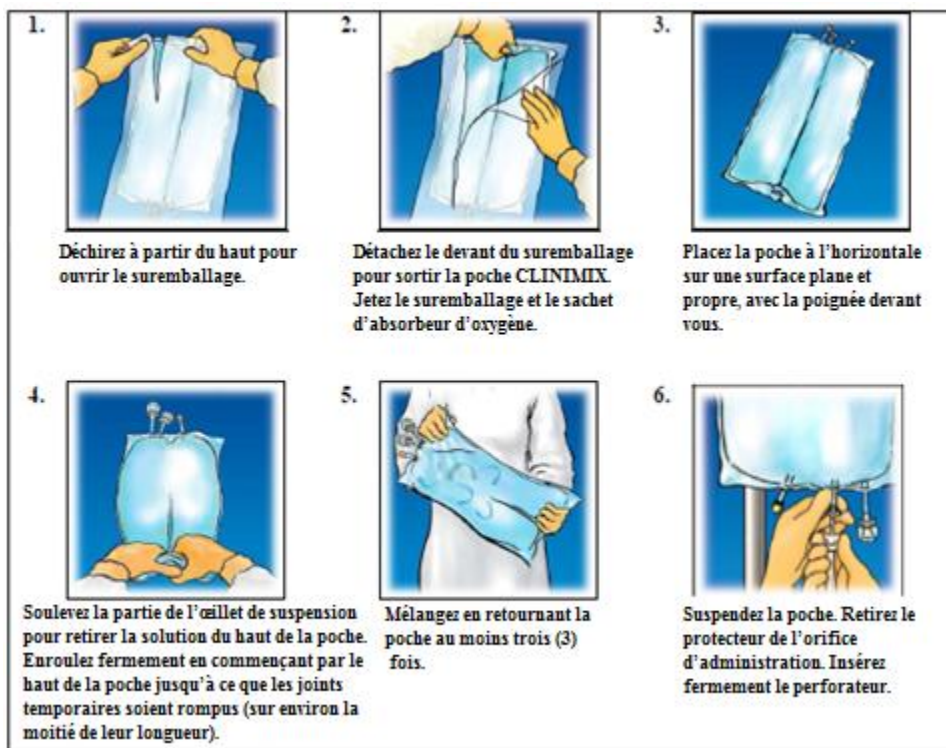 1.
Déchirez à partir du haut pour
ouvrir le suremballage.
2.
Détachez le devant du suremballage
pour sortir la poche CLINIMIX.
Jetez le suremballage et le sachet
d'absorbeur d'oxygène.
3.
Placez la poche à l'horizontale
sur une surface plane et
propre, avec la poignée devant
vous.
4.
Soulevez la partie de l'œillet de suspension
pour retirer la solution du haut de la poche.
Enroulez fermement en commençant par le
haut de la poche jusqu'à ce que les joints
temporaires soient rompus (sur environ la
moitié de leur longueur).
5.
Mélangez en retournant la
poche au moins trois (3)
fois.
6.
Suspendez la poche. Retirez le
protecteur de l'orifice
d'administration. Insérez
fermement le perforateur.